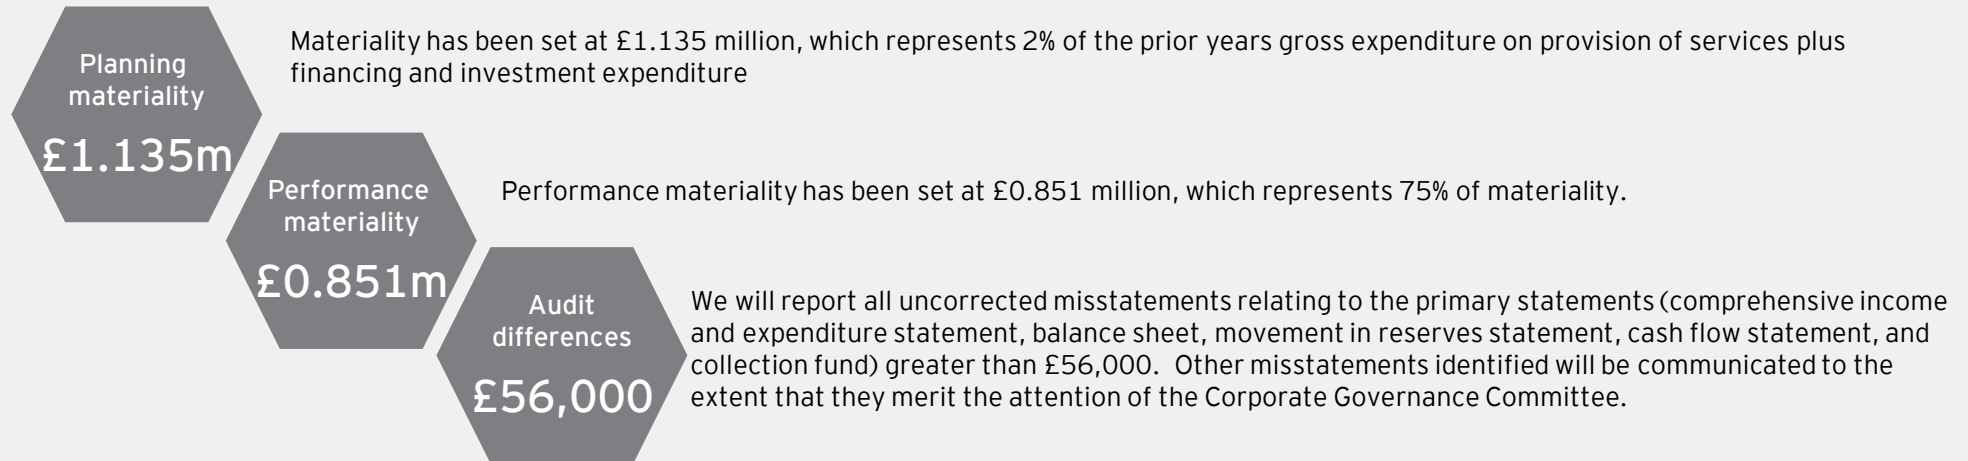 Planning
materiality
£1.135m
Materiality has been set at £1.135 million, which represents 2% of the prior years gross expenditure on provision of services plus
financing and investment expenditure
Performance
materiality
£0.851m
Performance materiality has been set at £0.851 million, which represents 75% of materiality.
Audit
differences
£56,000
We will report all uncorrected misstatements relating to the primary statements (comprehensive income
and expenditure statement, balance sheet, movement in reserves statement, cash flow statement, and
collection fund) greater than £56,000.  Other misstatements identified will be communicated to the
extent that they merit the attention of the Corporate Governance Committee.